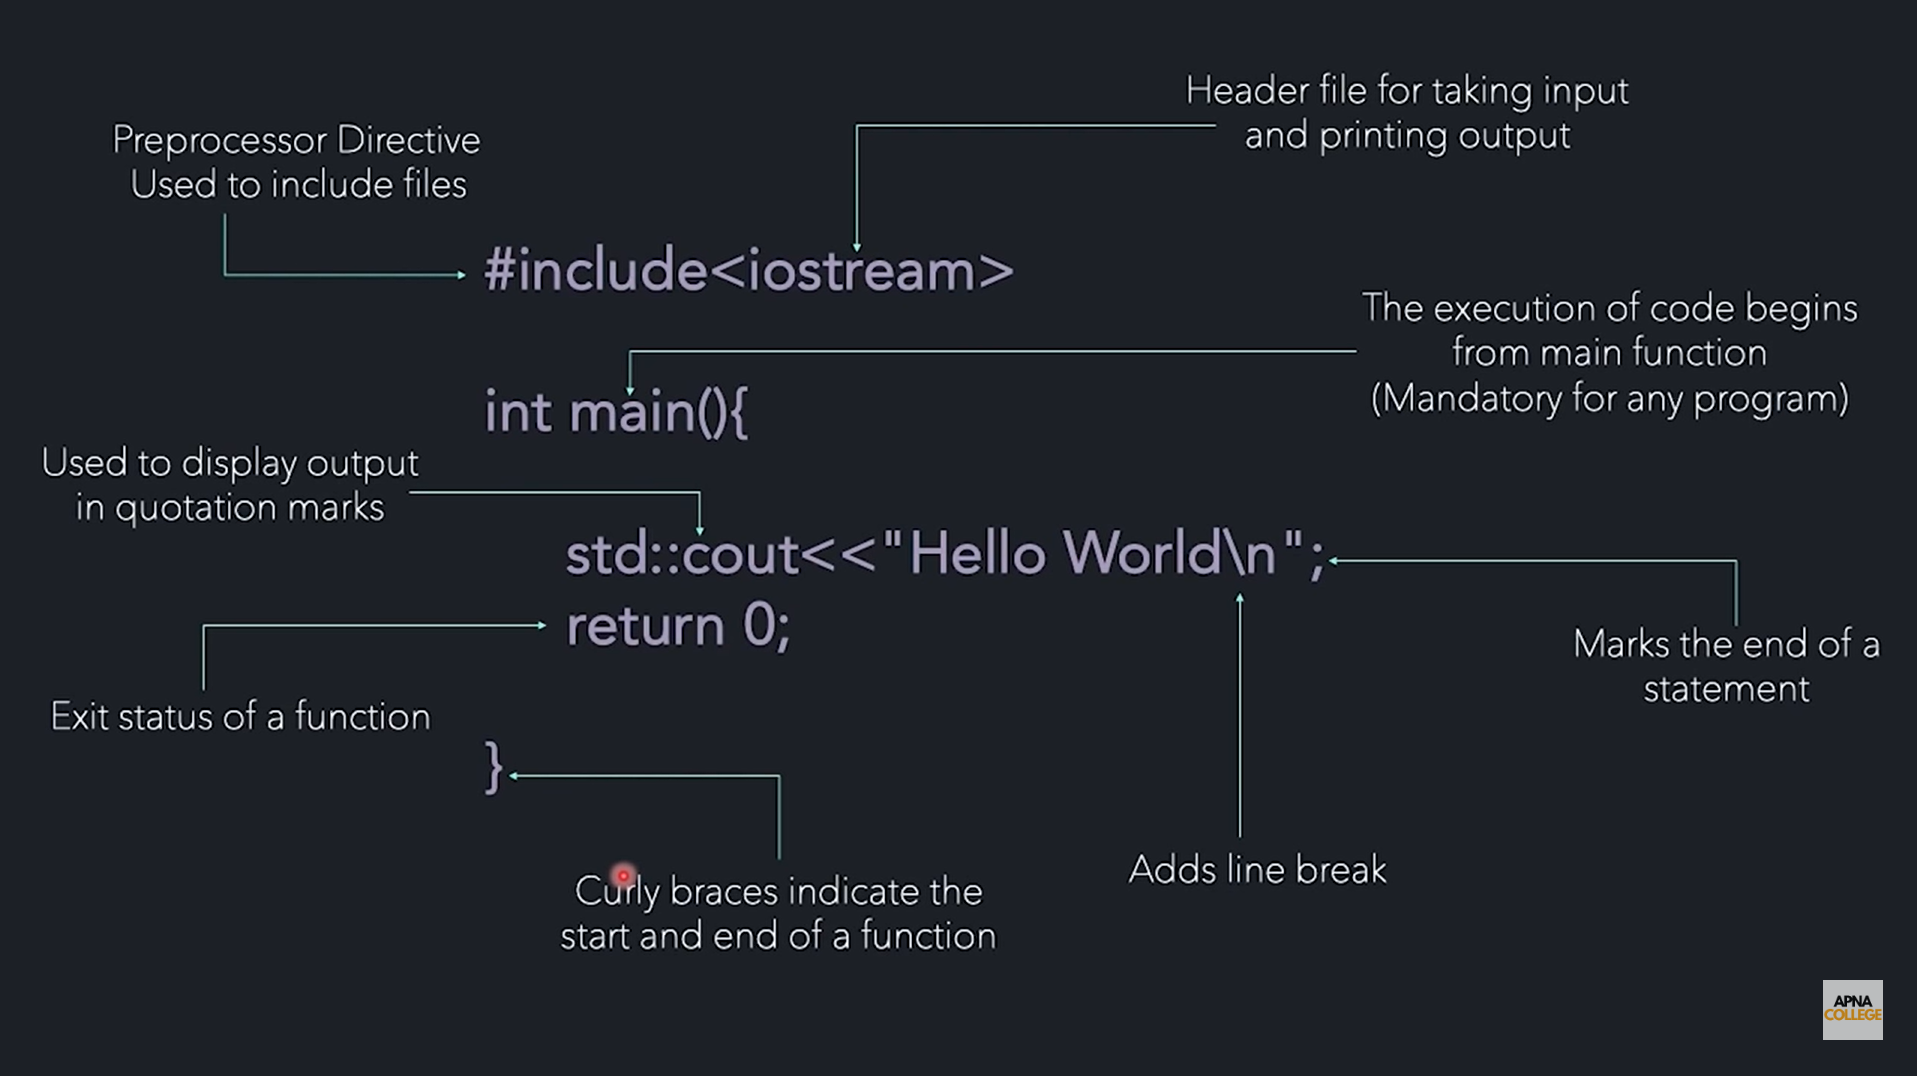 Header file for taking input
and printing output
Preprocessor Directive
Used to include files
#include<iostream>
The execution of code begins
from main function
(Mandatory for any program)
int main(){
Used to display output
in quotation marks
std::cout<<"Hello World\n";
return 0;
Marks the end of a
statement
Exit status of a function
}
Adds line break
Curly braces indicate the
start and end of a function
APNA
COLLEGE